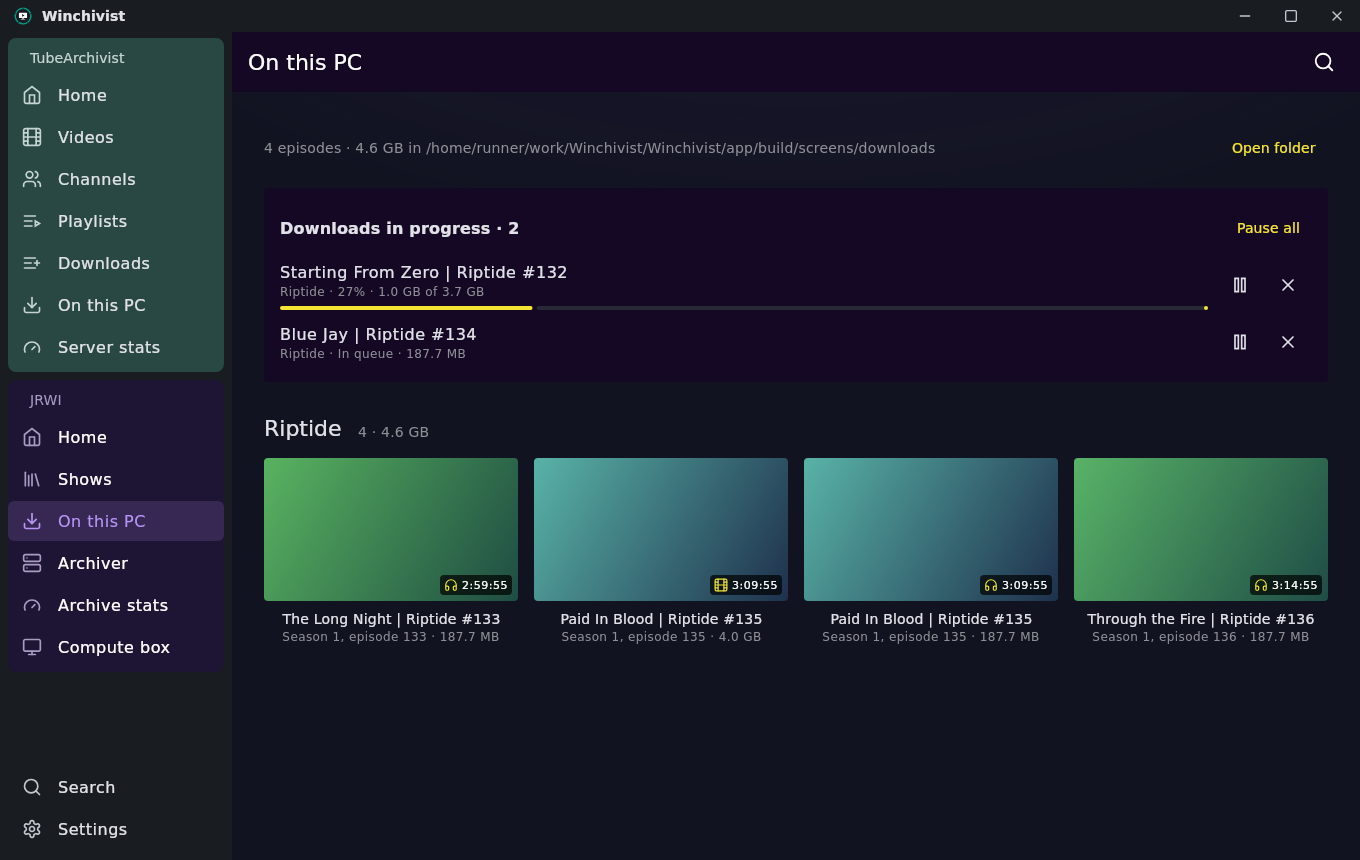 Winchivist
TubeArchivist
Home
Videos
Channels
Playlists
Downloads
On this PC
Server stats
JRWI
Home
Shows
On this PC
Archiver
Archive stats
Compute box
Search
Settings
On this PC
4 episodes · 4.6 GB in /home/runner/work/Winchivist/Winchivist/app/build/screens/downloads
Open folder
Downloads in progress · 2
Pause all
Starting From Zero | Riptide #132
Riptide · 27% · 1.0 GB of 3.7 GB
Blue Jay | Riptide #134
Riptide · In queue · 187.7 MB
Riptide 4 · 4.6 GB
2:59:55
The Long Night | Riptide #133
Season 1, episode 133 · 187.7 MB
3:09:55
Paid In Blood | Riptide #135
Season 1, episode 135 · 4.0 GB
3:09:55
Paid In Blood | Riptide #135
Season 1, episode 135 · 187.7 MB
3:14:55
Through the Fire | Riptide #136
Season 1, episode 136 · 187.7 MB